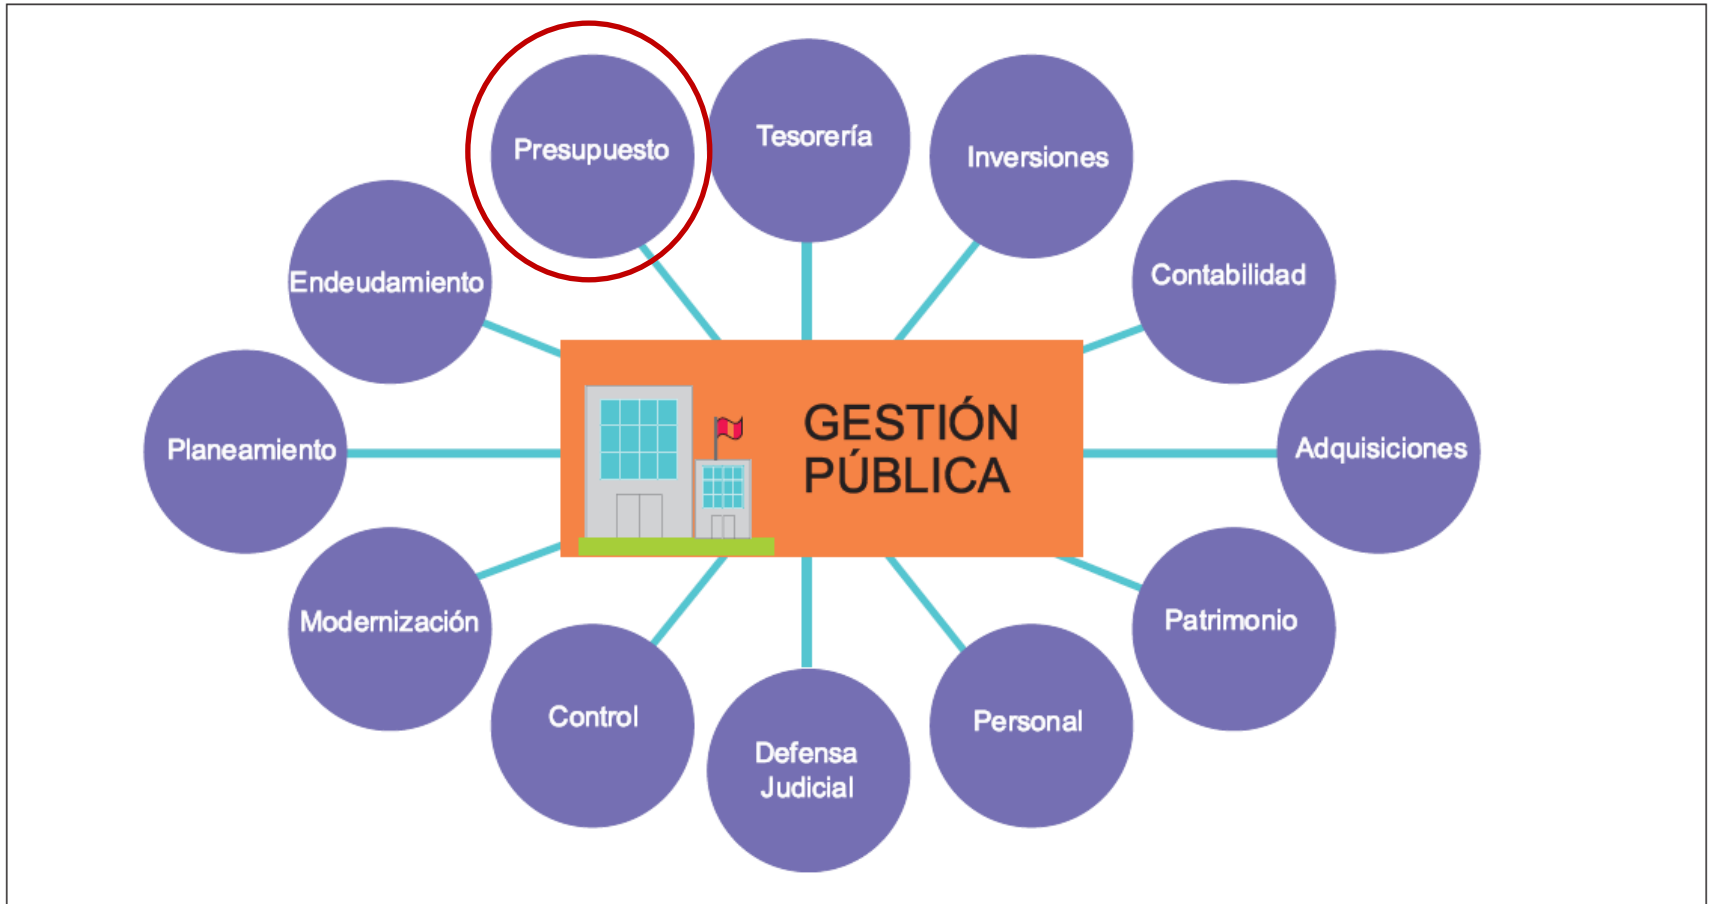 Presupuesto
Tesorería
Inversiones
Endeudamiento
Contabilidad
Planeamiento
GESTIÓN
PÚBLICA
Adquisiciones
Modernización
Patrimonio
Control
Defensa
Judicial
Personal